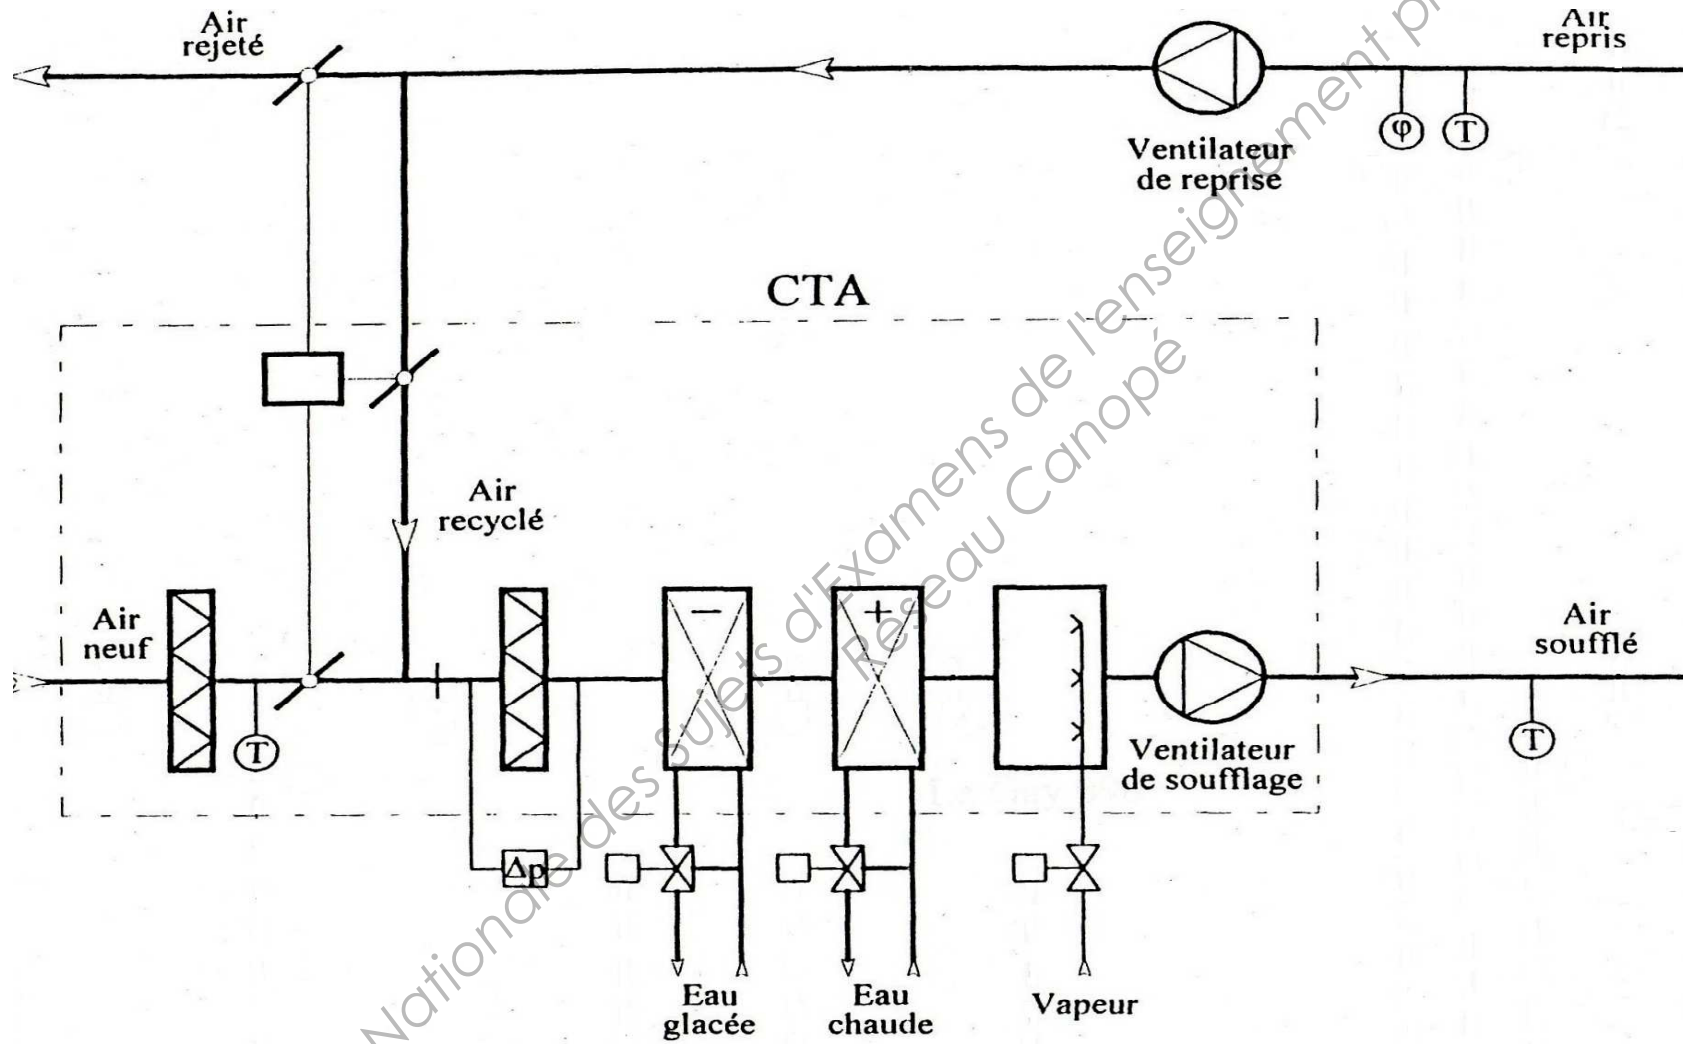 Air
rejeté
Air
repris
φ
T
Ventilateur
de reprise
CTA
Air
recyclé
Air
neuf
T
−
+
Air
soufflé
T
Ventilateur
de soufflage
Δp
Eau
glacée
Eau
chaude
Vapeur
Nationale des sujets d'Examens de l'enseignement
Réseau Canopé